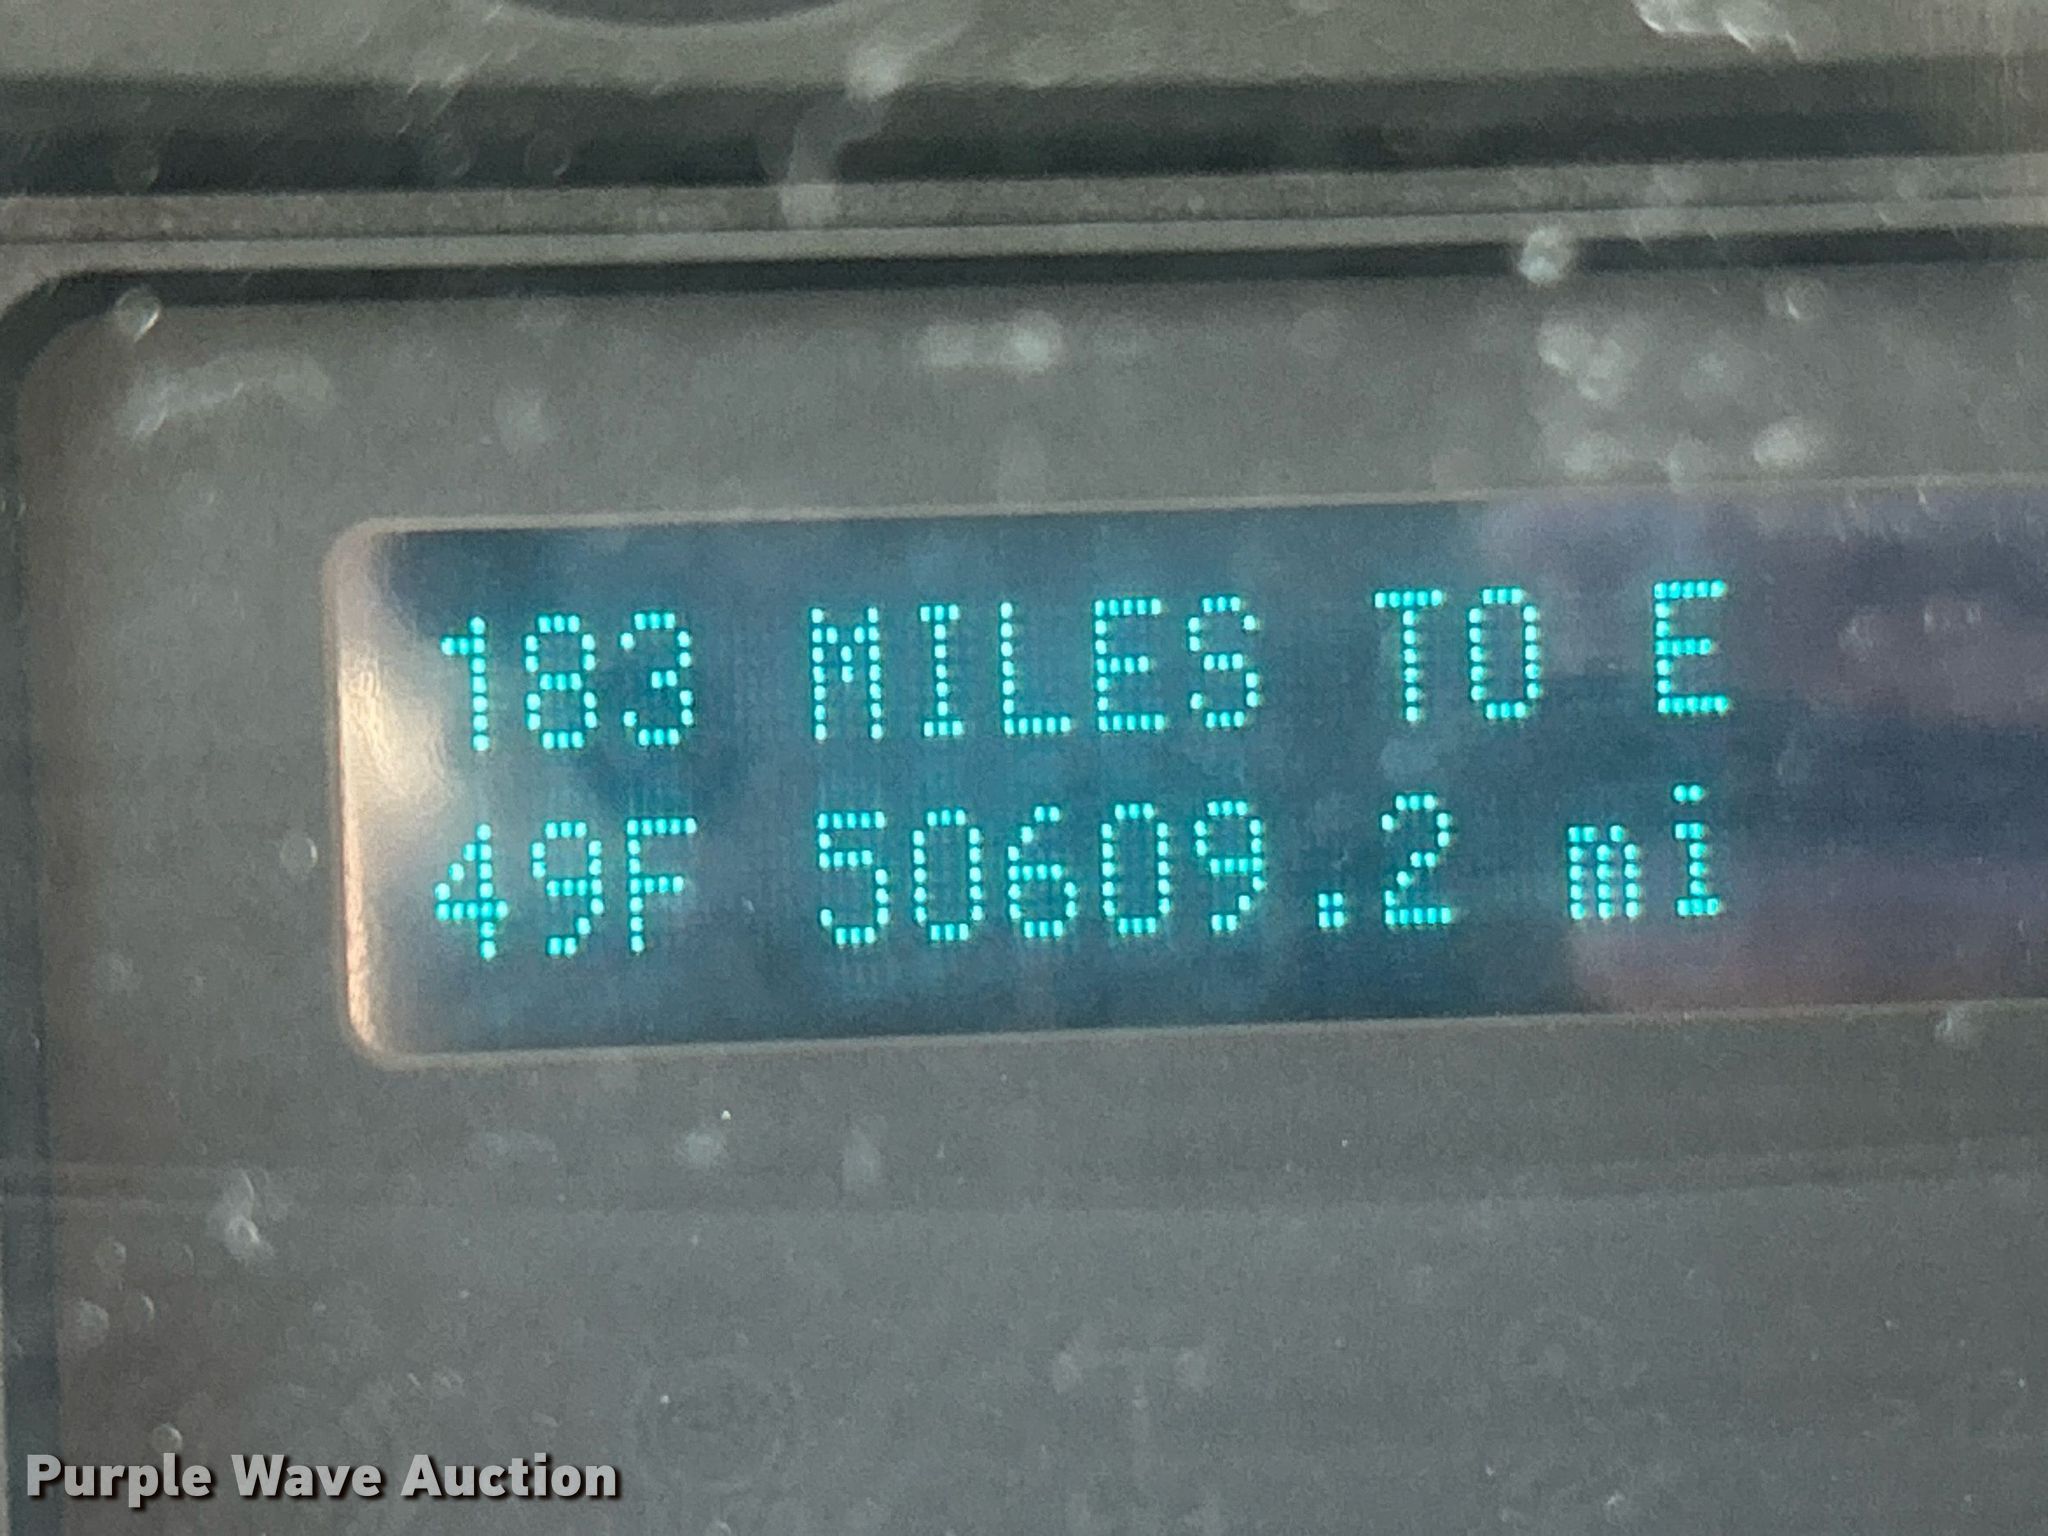 183 MILES TO E
49F 50609.2 mi
Purple Wave Auction